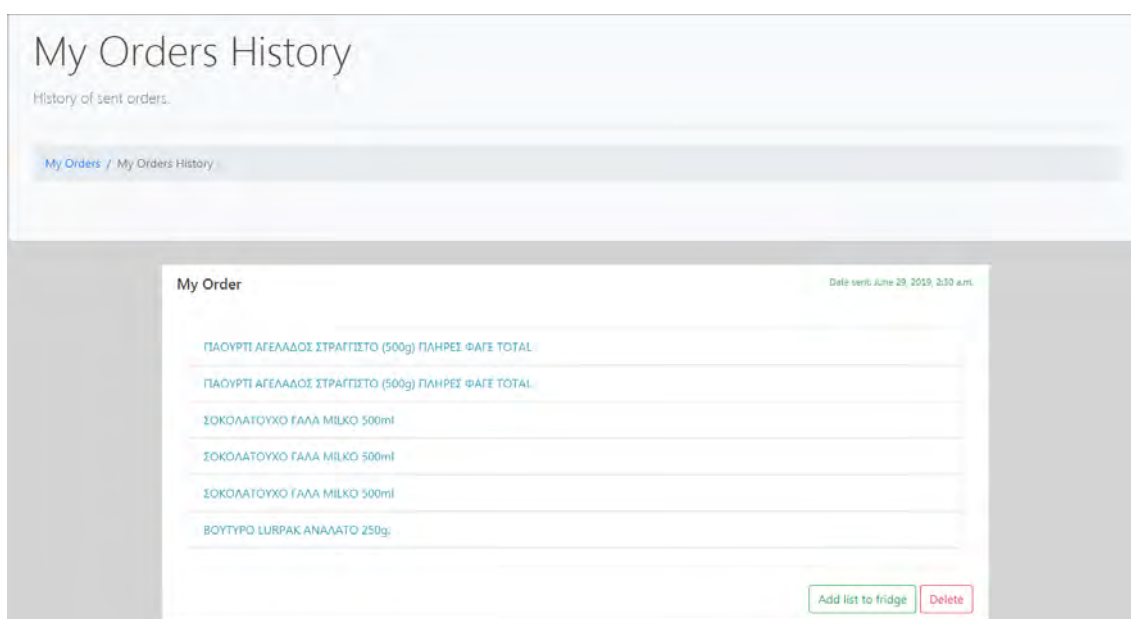 My Orders History
History of sent orders.
My Orders / My Orders History
My Order
Date sent: June 29, 2019, 2:30 a.m.
ΓΙΑΟΥΡΤΙ ΑΓΕΛΑΔΟΣ ΣΤΡΑΓΓΙΣΤΟ (500g) ΠΛΗΡΕΣ ΦΑΓΕ TOTAL
ΓΙΑΟΥΡΤΙ ΑΓΕΛΑΔΟΣ ΣΤΡΑΓΓΙΣΤΟ (500g) ΠΛΗΡΕΣ ΦΑΓΕ TOTAL
ΣΟΚΟΛΑΤΟΥΧΟ ΓΑΛΑ MILKO 500ml
ΣΟΚΟΛΑΤΟΥΧΟ ΓΑΛΑ MILKO 500ml
ΣΟΚΟΛΑΤΟΥΧΟ ΓΑΛΑ MILKO 500ml
ΒΟΥΤΥΡΟ LURPAK ΑΝΑΛΑΤΟ 250g.
Add list to fridge Delete